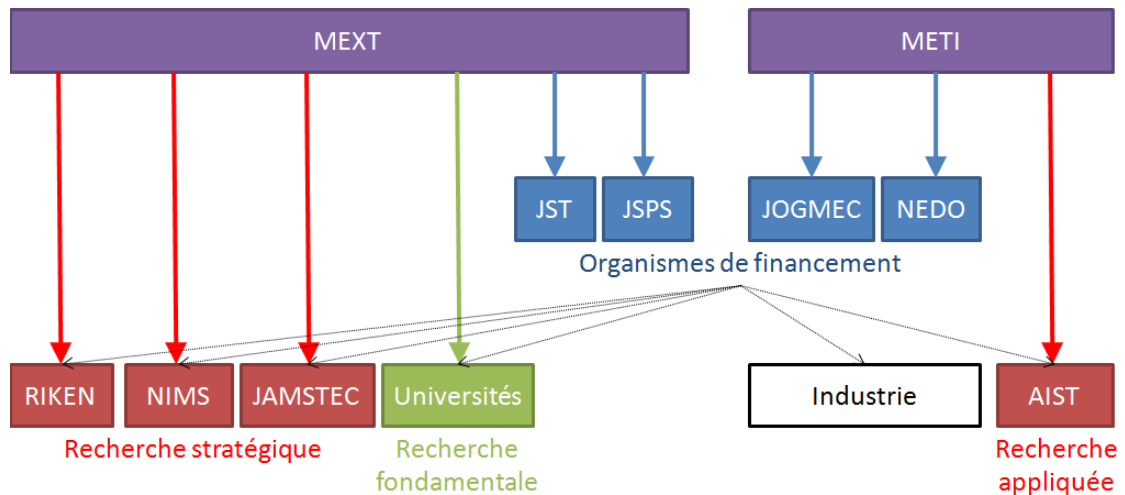 MEXT
METI
JST
JSPS
JOGMEC
NEDO
Organismes de financement
RIKEN
NIMS
JAMSTEC
Universités
Industrie
AIST
Recherche stratégique
Recherche
fondamentale
Recherche
appliquée